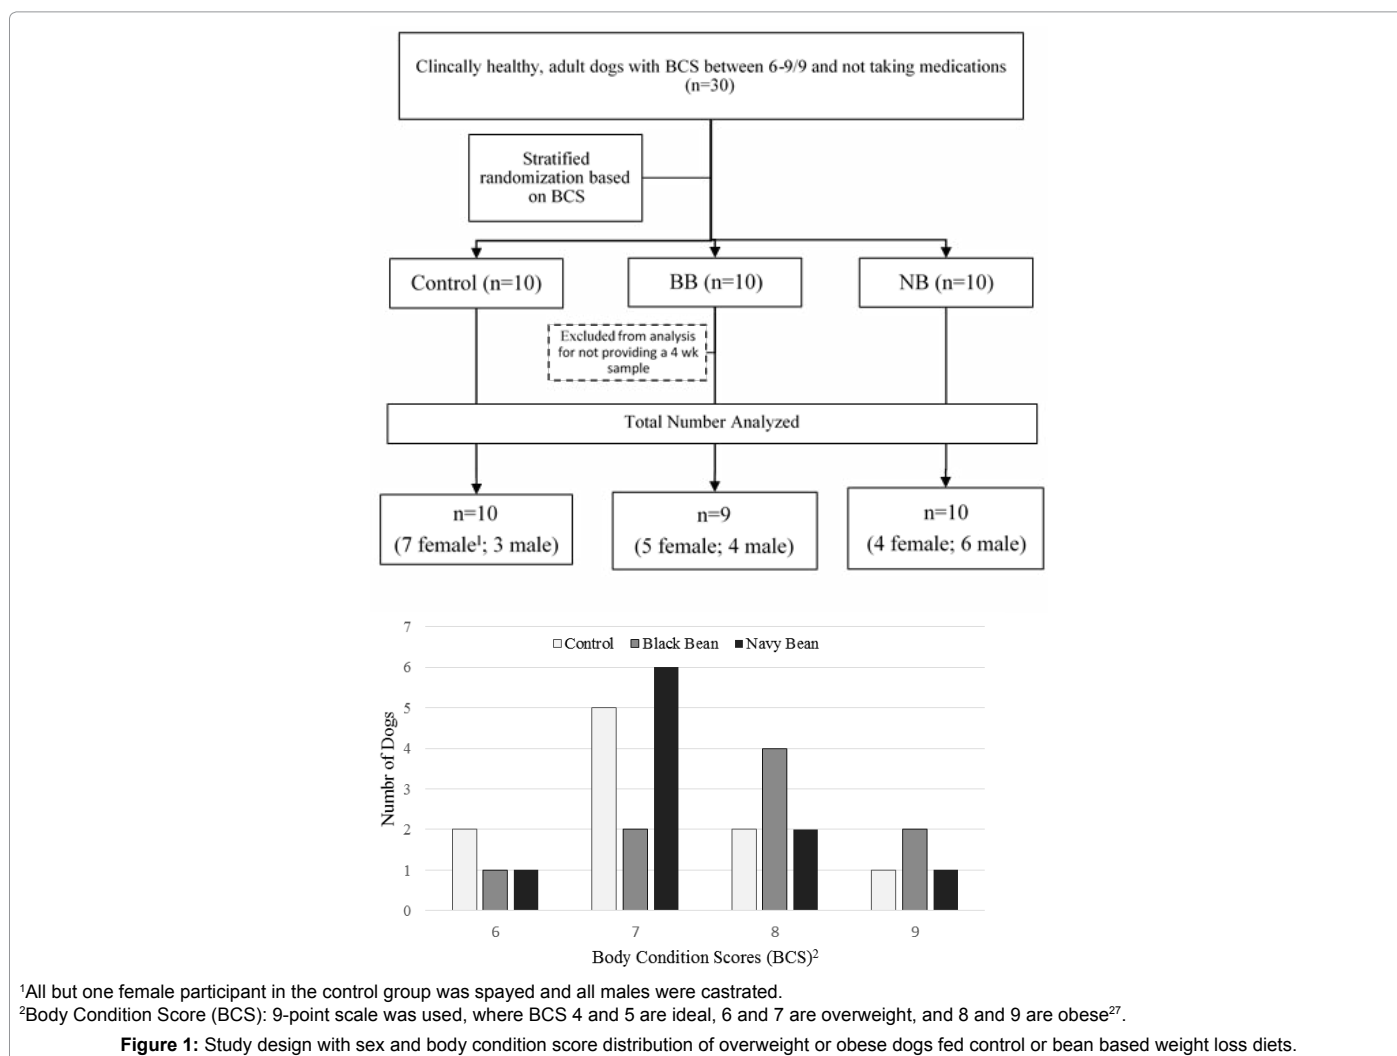 Clincally healthy, adult dogs with BCS between 6-9/9 and not taking medications
(n=30)
Stratified
randomization based
on BCS
Control (n=10)
BB (n=10)
NB (n=10)
Excluded from analysis
for not providing a 4 wk
sample
Total Number Analyzed
n=10
(7 female¹; 3 male)
n=9
(5 female; 4 male)
n=10
(4 female; 6 male)
Control
Black Bean
Navy Bean
Numbr of Dogs
7
6
5
4
3
2
1
0
6
7
8
9
Body Condition Scores (BCS)²
¹All but one female participant in the control group was spayed and all males were castrated.
²Body Condition Score (BCS): 9-point scale was used, where BCS 4 and 5 are ideal, 6 and 7 are overweight, and 8 and 9 are obese²⁷.
Figure 1: Study design with sex and body condition score distribution of overweight or obese dogs fed control or bean based weight loss diets.